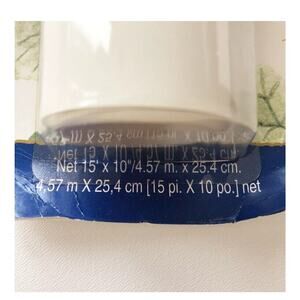 Net 15' x 10"/4.57 m. x 25.4 cm.
4,57 m X 25,4 cm [15 pi. X 10 po.] net